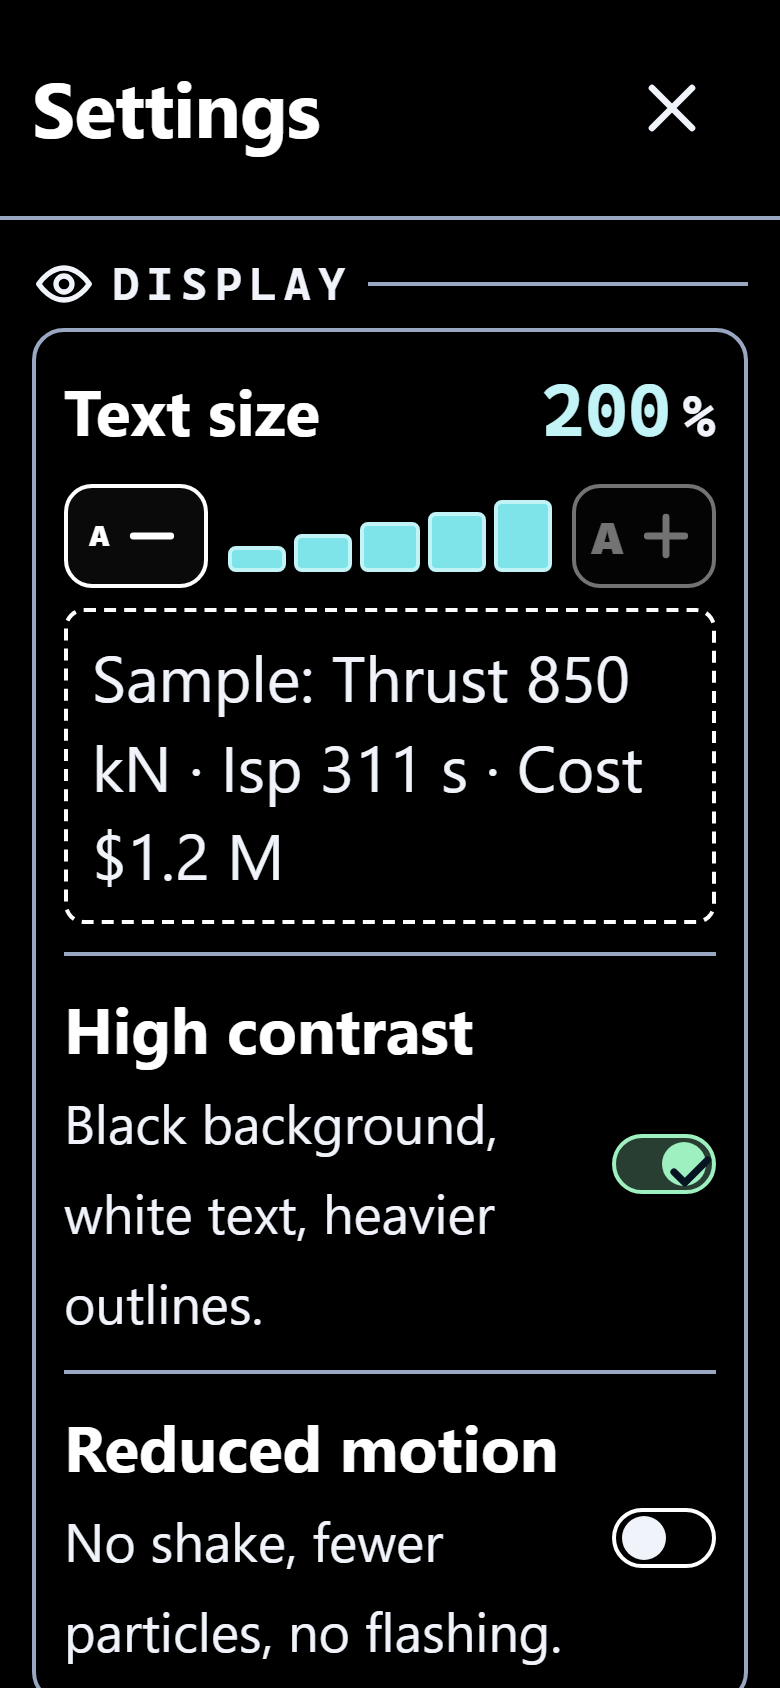 Settings
DISPLAY
Text size 200 %
A − A +
Sample: Thrust 850
kN · Isp 311 s · Cost
$1.2 M
High contrast
Black background,
white text, heavier
outlines.
Reduced motion
No shake, fewer
particles, no flashing.